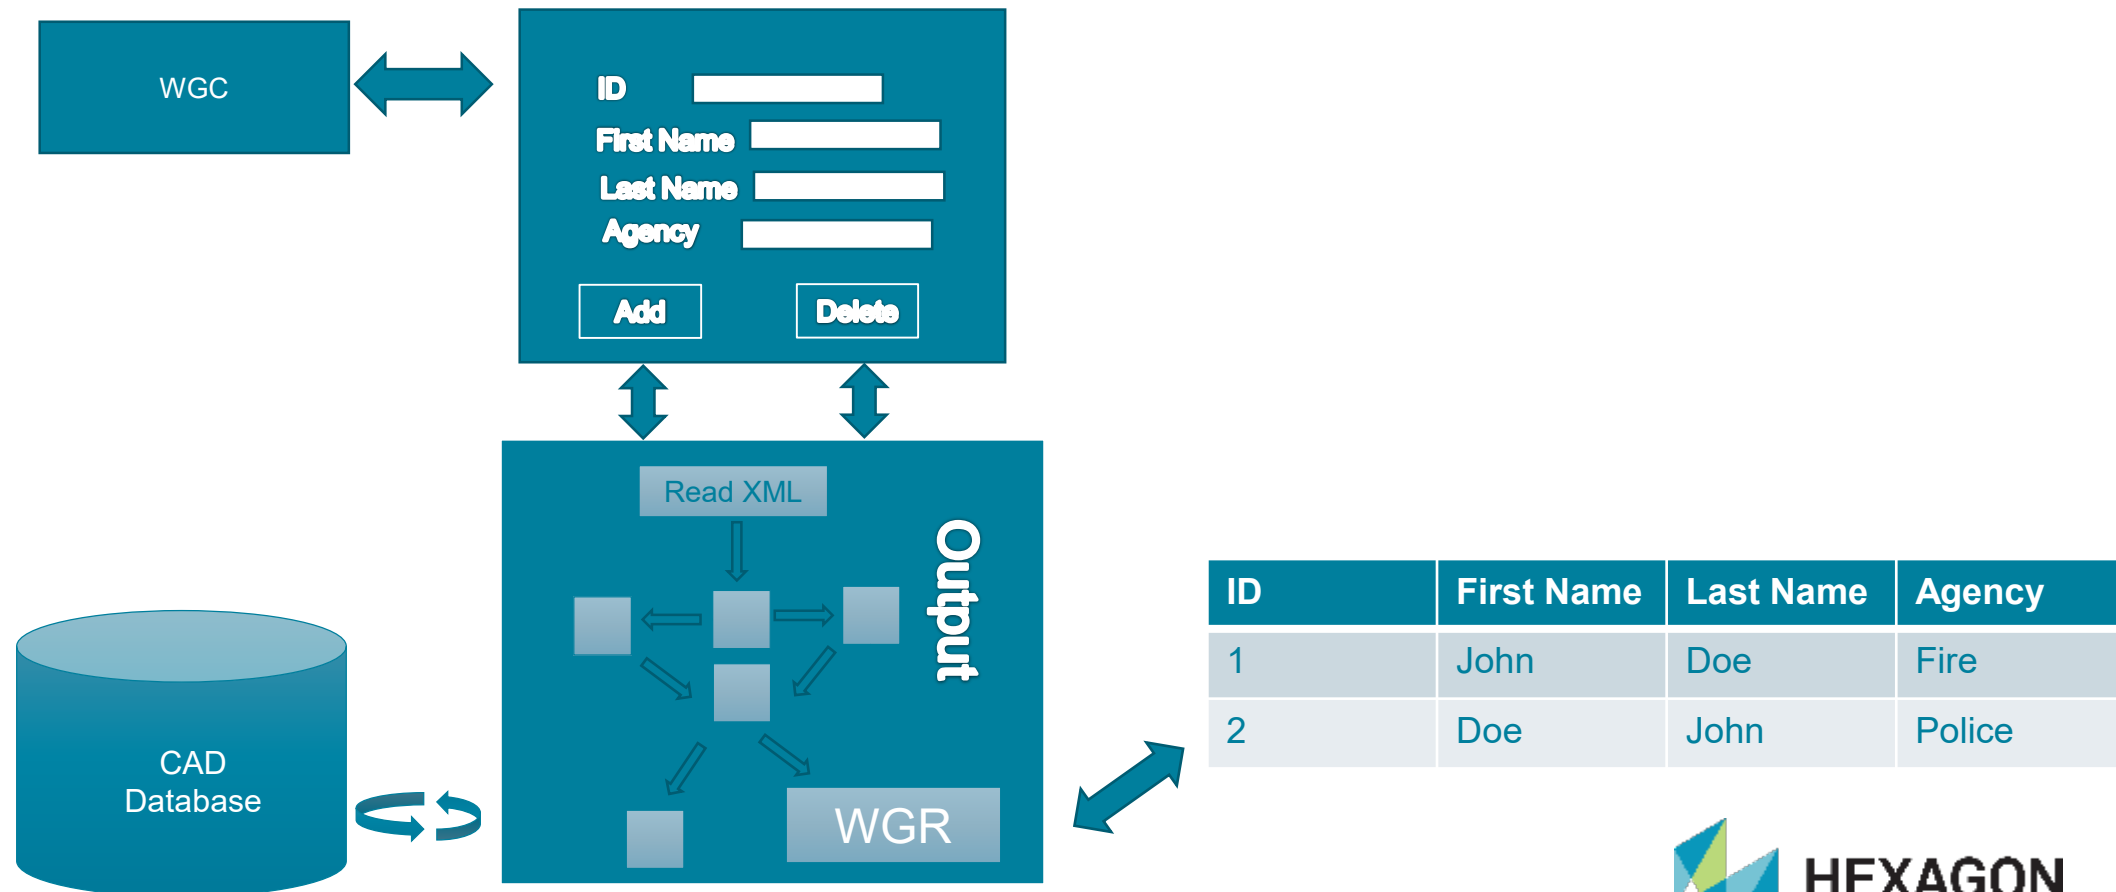 WGC
ID
First Name
Last Name
Agency
Add
Delete
Read XML
Output
WGR
CAD
Database
ID First Name Last Name Agency
1 John Doe Fire
2 Doe John Police
HEXAGON